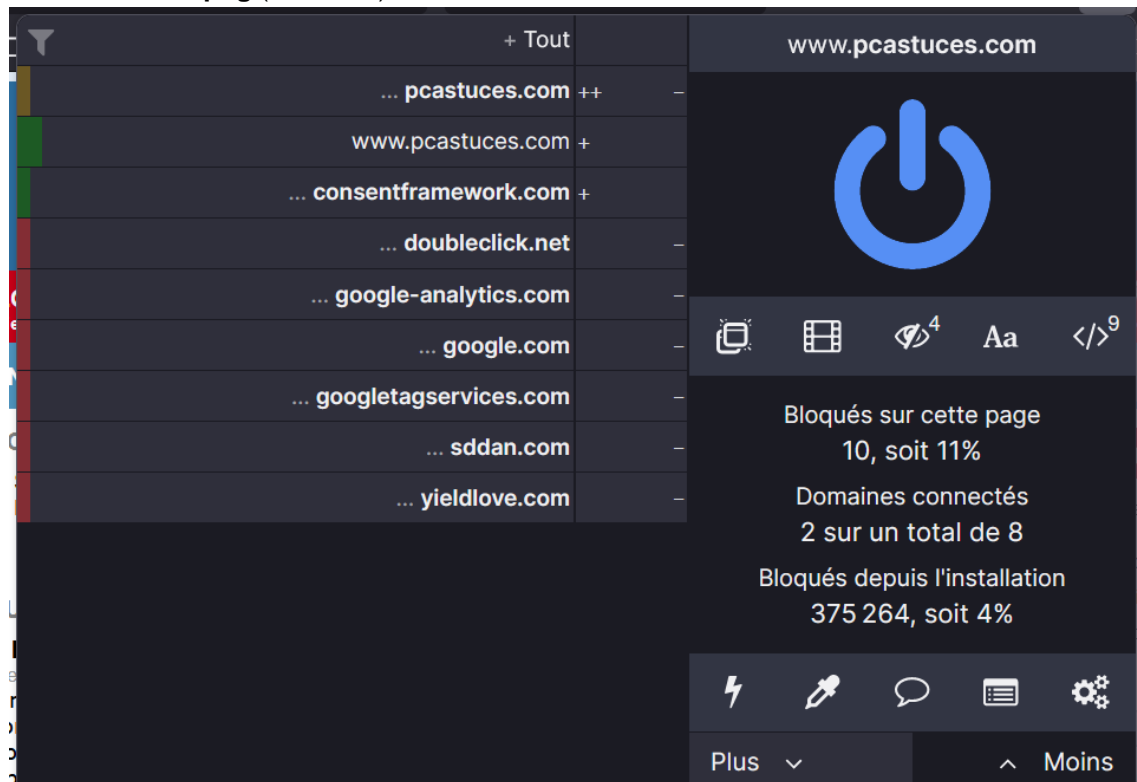 + Tout
... pcastuces.com ++ −
www.pcastuces.com +
... consentframework.com +
... doubleclick.net −
... google-analytics.com −
... google.com −
... googletagservices.com −
... sddan.com −
... yieldlove.com −
www.pcastuces.com
4 Aa </> 9
Bloqués sur cette page
10, soit 11%
Domaines connectés
2 sur un total de 8
Bloqués depuis l'installation
375 264, soit 4%
Plus Moins